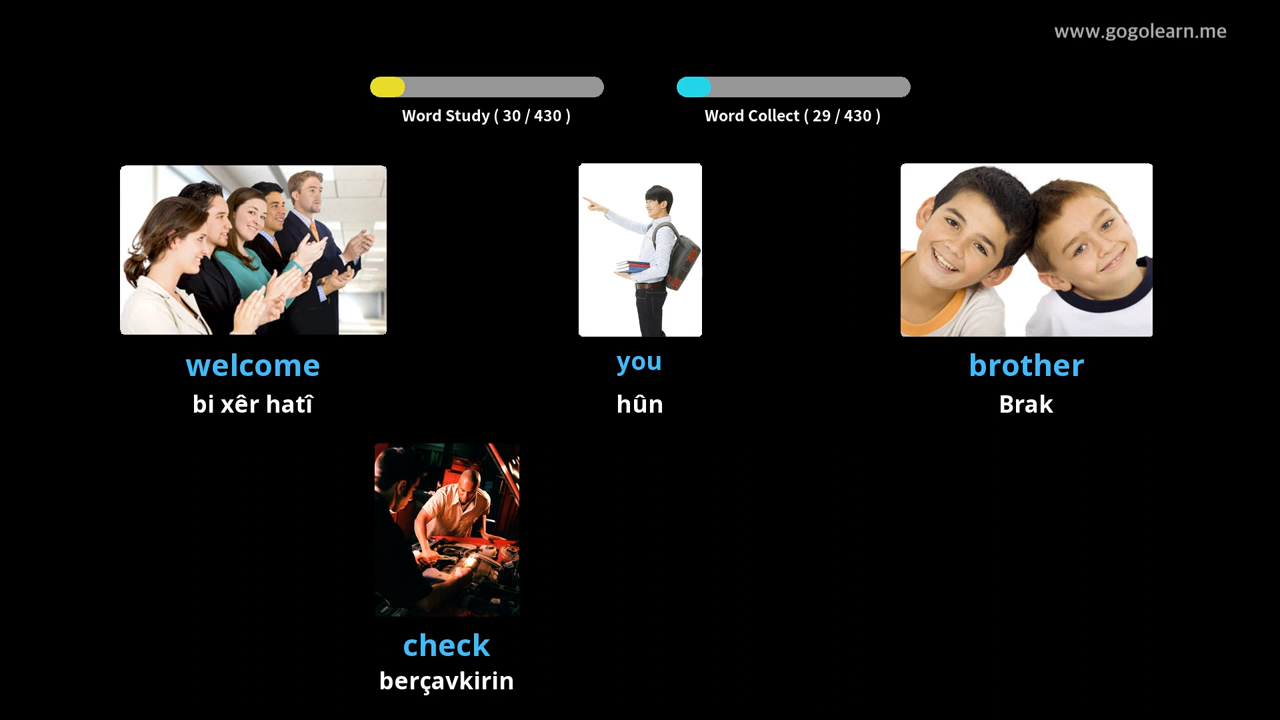 www.gogolearn.me
Word Study ( 30 / 430 )
Word Collect ( 29 / 430 )
welcome
bi xêr hatî
you
hûn
brother
Brak
check
berçavkirin